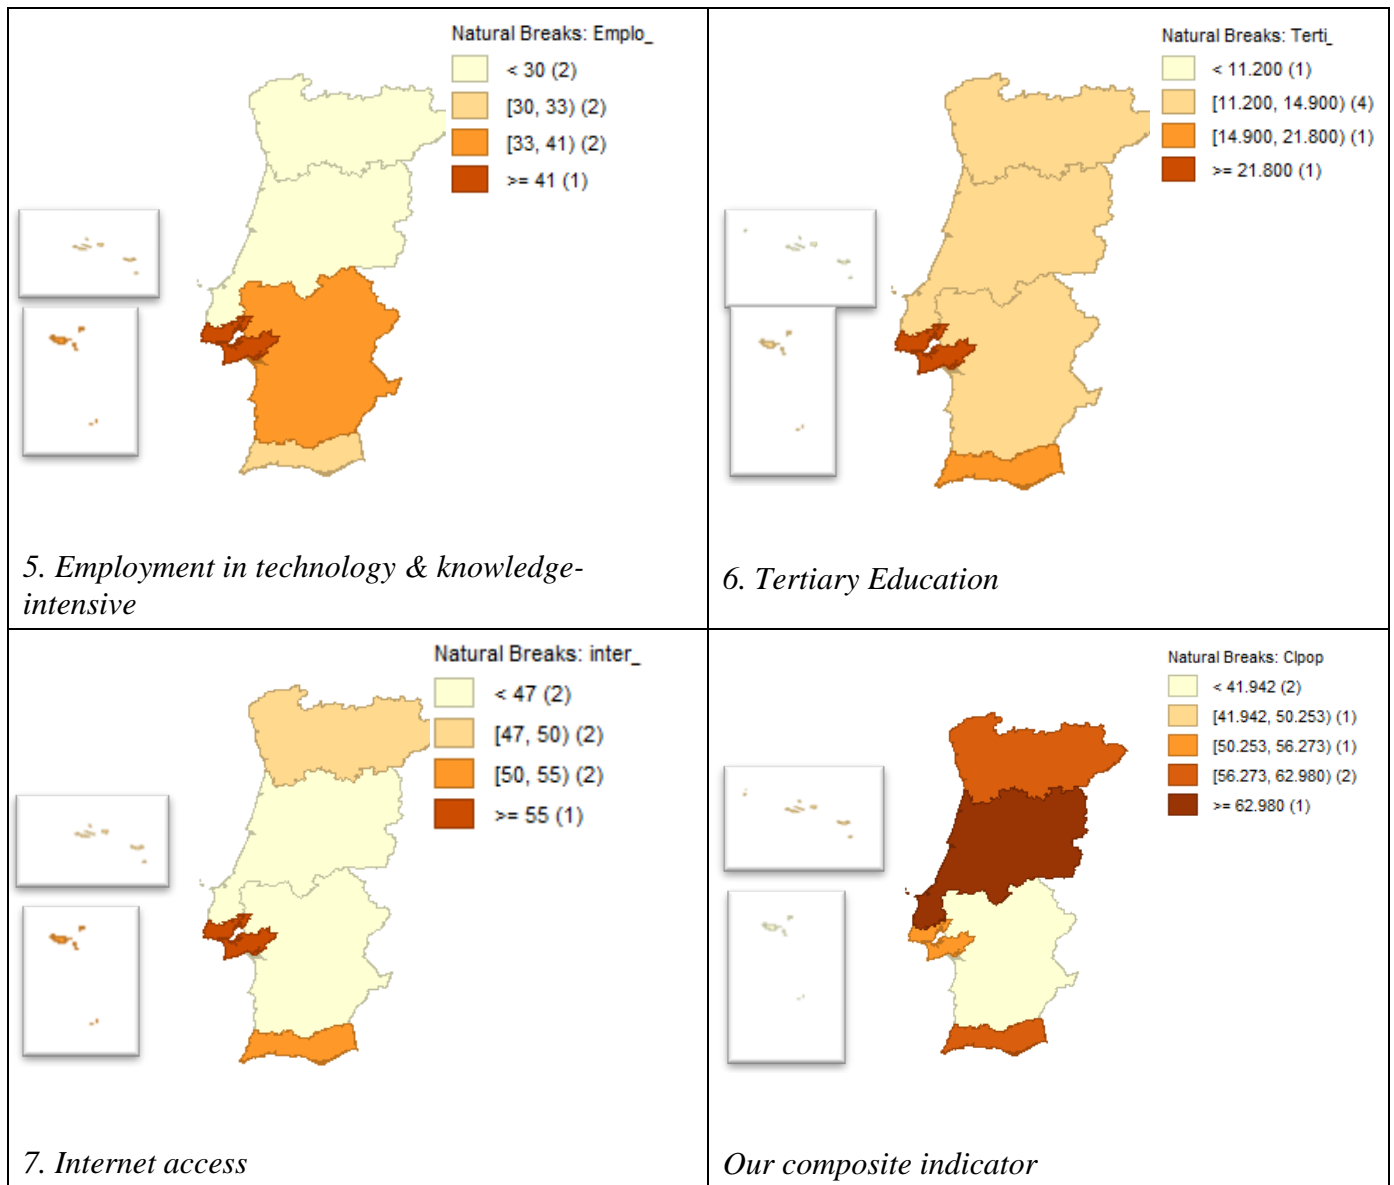 Natural Breaks: Emplo_
< 30 (2)
[30, 33) (2)
[33, 41) (2)
>= 41 (1)
5. Employment in technology & knowledge-
intensive
Natural Breaks: Terti_
< 11.200 (1)
[11.200, 14.900) (4)
[14.900, 21.800) (1)
>= 21.800 (1)
6. Tertiary Education
Natural Breaks: inter_
< 47 (2)
[47, 50) (2)
[50, 55) (2)
>= 55 (1)
7. Internet access
Natural Breaks: CIpop
< 41.942 (2)
[41.942, 50.253) (1)
[50.253, 56.273) (1)
[56.273, 62.980) (2)
>= 62.980 (1)
Our composite indicator